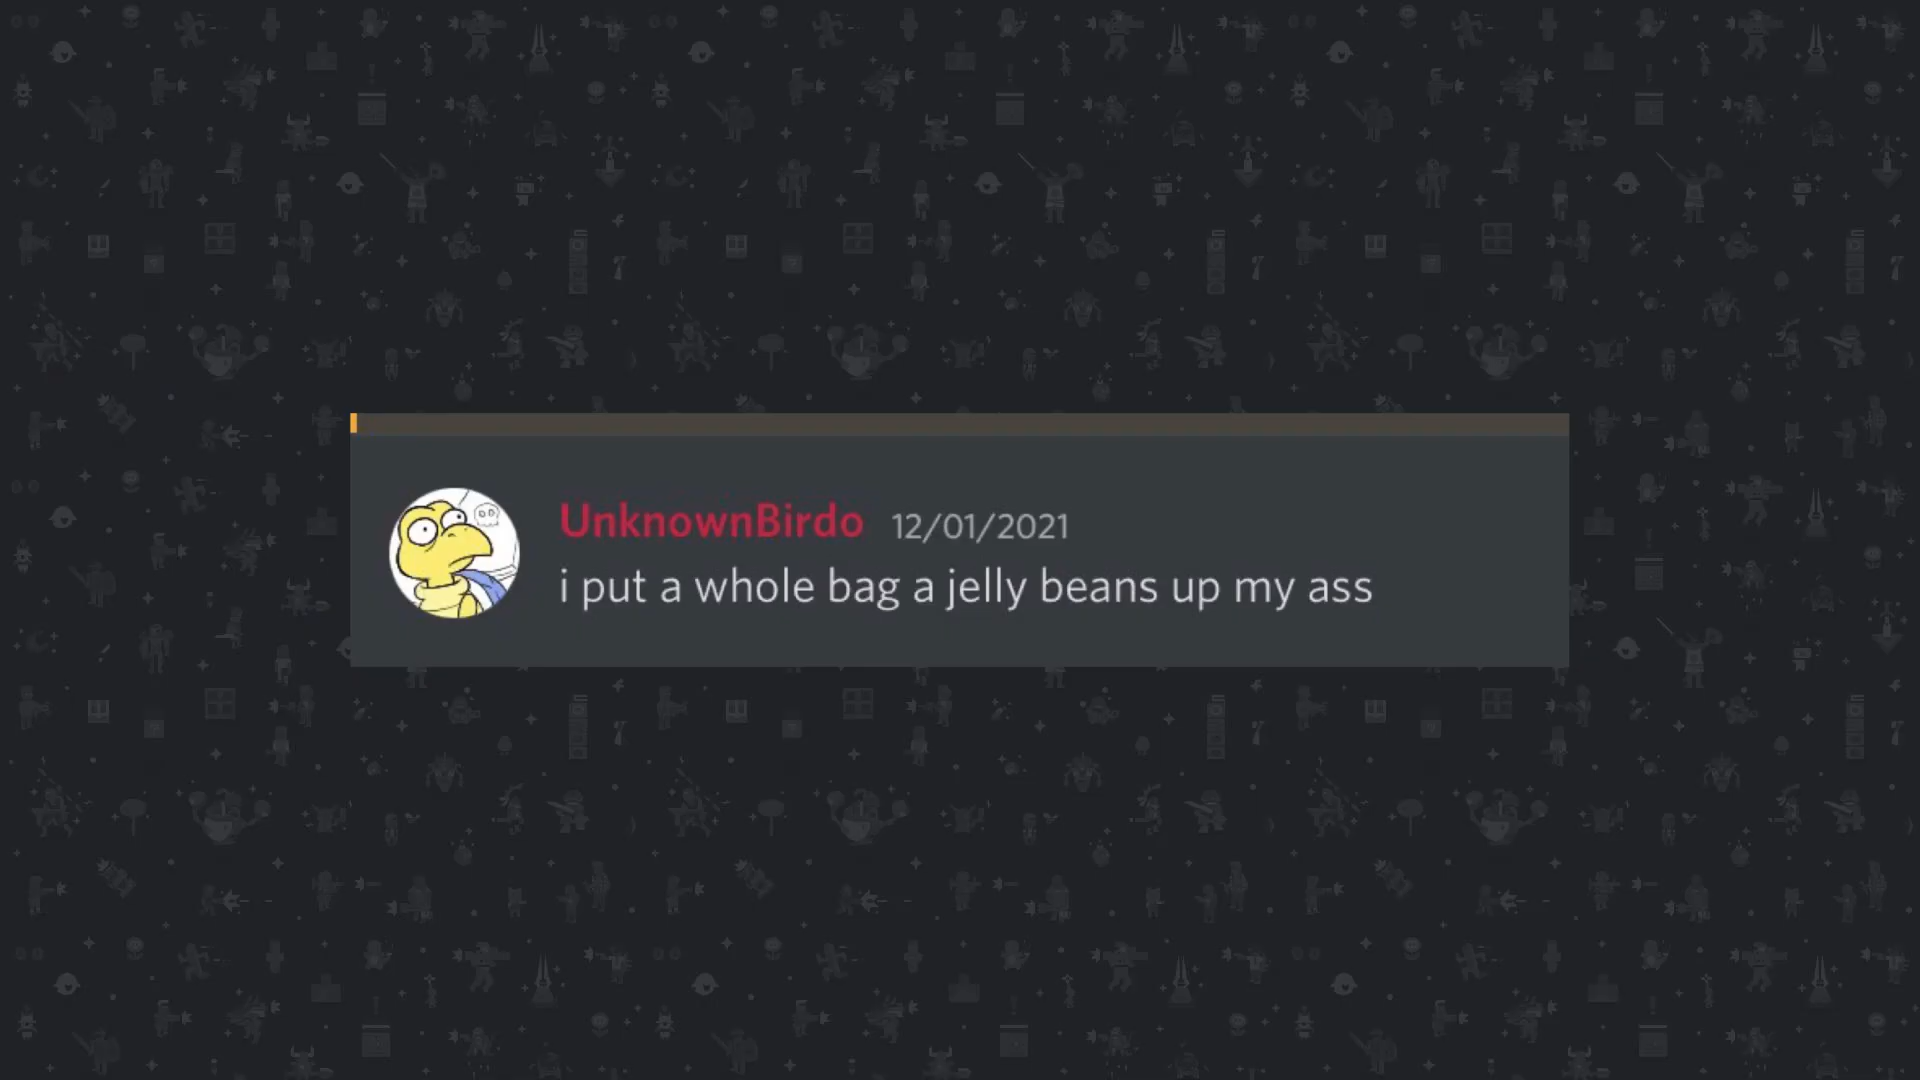 UnknownBirdo 12/01/2021
i put a whole bag a jelly beans up my ass